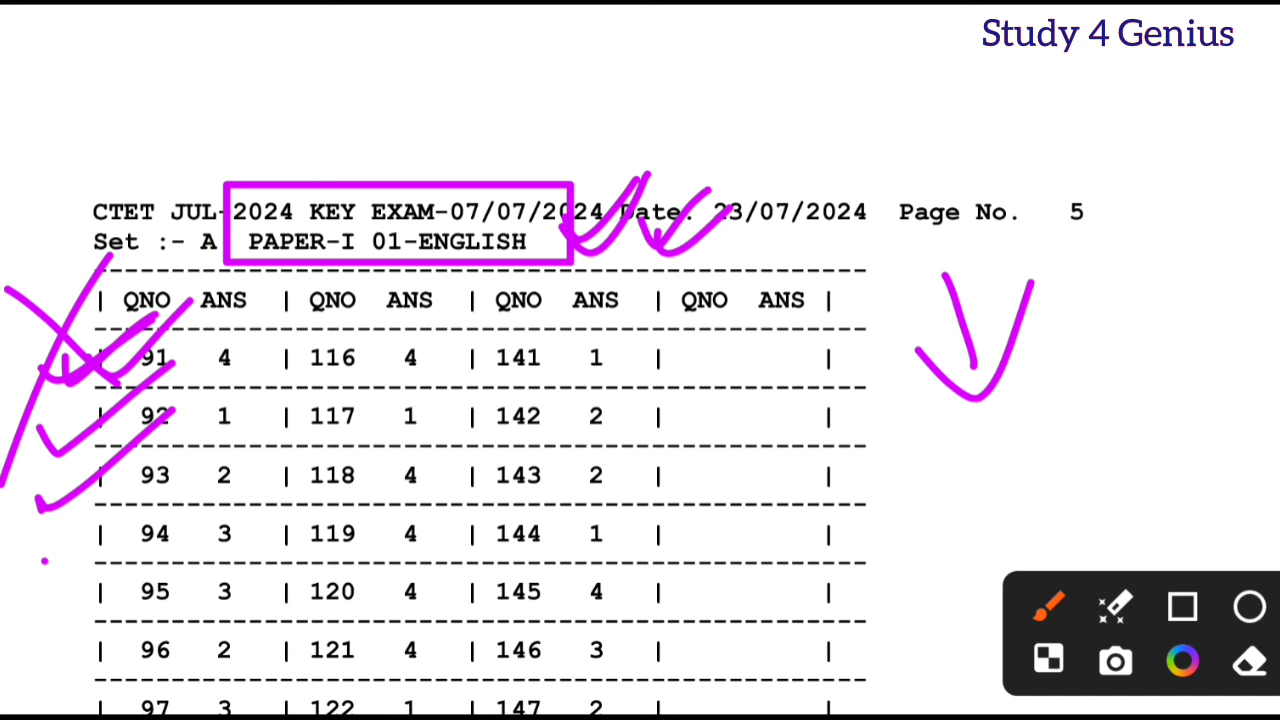 Study 4 Genius
CTET JUL-2024 KEY EXAM-07/07/2024 Date: 23/07/2024 Page No. 5
Set :- A PAPER-I 01-ENGLISH
| QNO ANS | QNO ANS | QNO ANS | QNO ANS |
| 91 4 | 116 4 | 141 1 | |
| 92 1 | 117 1 | 142 2 | |
| 93 2 | 118 4 | 143 2 | |
| 94 3 | 119 4 | 144 1 | |
| 95 3 | 120 4 | 145 4 | |
| 96 2 | 121 4 | 146 3 | |
| 97 3 | 122 1 | 147 2 | |